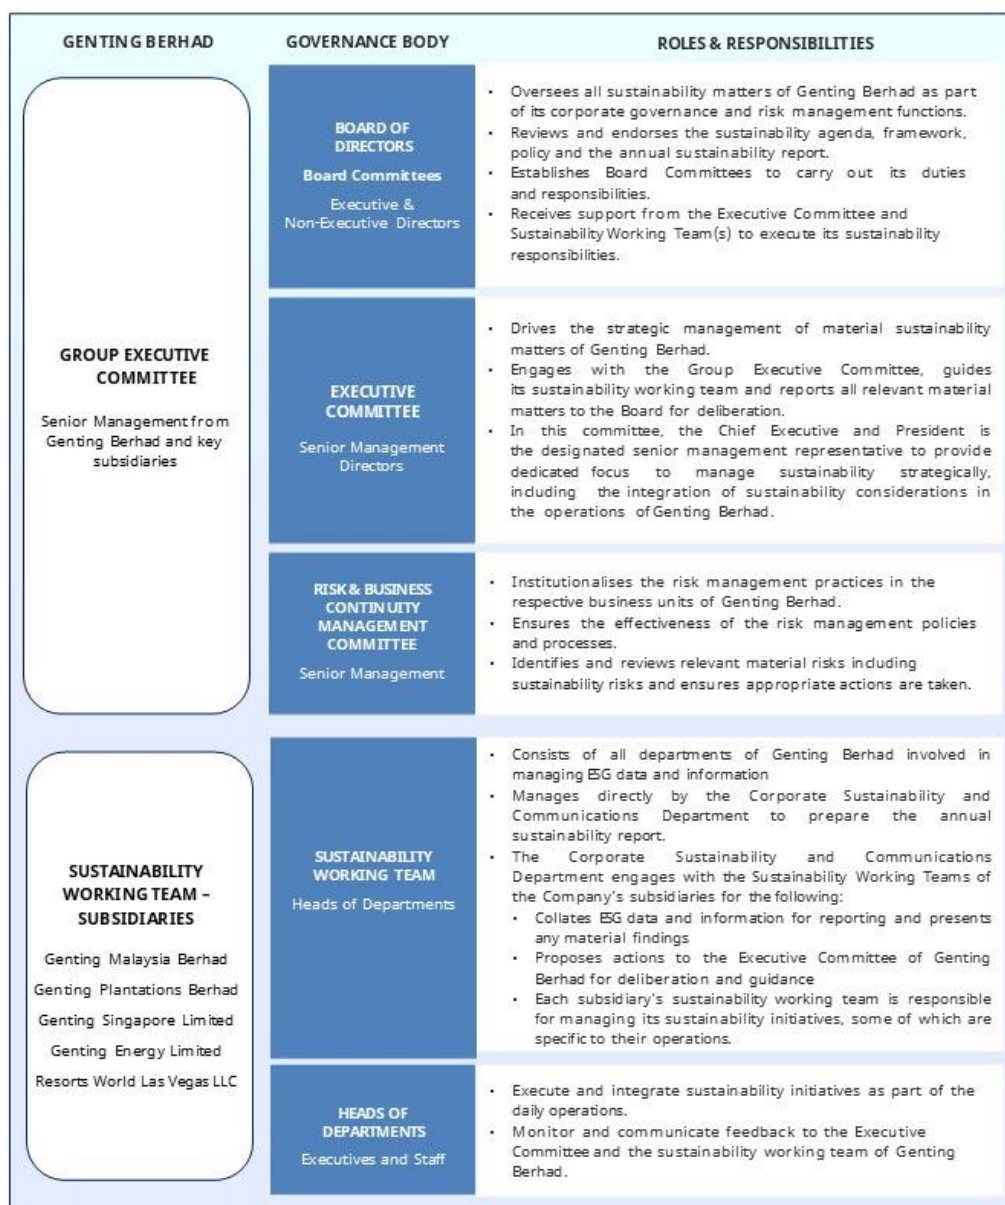 GENTING BERHAD
GOVERNANCE BODY
ROLES & RESPONSIBILITIES
GROUP EXECUTIVE
COMMITTEE
Senior Management from
Genting Berhad and key
subsidiaries
BOARD OF
DIRECTORS
Board Committees
Executive &
Non-Executive Directors
• Oversees all sustainability matters of Genting Berhad as part
of its corporate governance and risk management functions.
• Reviews and endorses the sustainability agenda, framework,
policy and the annual sustainability report.
• Establishes Board Committees to carry out its duties
and responsibilities.
• Receives support from the Executive Committee and
Sustainability Working Team(s) to execute its sustainability
responsibilities.
EXECUTIVE
COMMITTEE
Senior Management
Directors
• Drives the strategic management of material sustainability
matters of Genting Berhad.
• Engages with the Group Executive Committee, guides
its sustainability working team and reports all relevant material
matters to the Board for deliberation.
• In this committee, the Chief Executive and President is
the designated senior management representative to provide
dedicated focus to manage sustainability strategically,
including the integration of sustainability considerations in
the operations of Genting Berhad.
RISK & BUSINESS
CONTINUITY
MANAGEMENT
COMMITTEE
Senior Management
• Institutionalises the risk management practices in the
respective business units of Genting Berhad.
• Ensures the effectiveness of the risk management policies
and processes.
• Identifies and reviews relevant material risks including
sustainability risks and ensures appropriate actions are taken.
SUSTAINABILITY
WORKING TEAM –
SUBSIDIARIES
Genting Malaysia Berhad
Genting Plantations Berhad
Genting Singapore Limited
Genting Energy Limited
Resorts World Las Vegas LLC
SUSTAINABILITY
WORKING TEAM
Heads of Departments
• Consists of all departments of Genting Berhad involved in
managing ESG data and information
• Manages directly by the Corporate Sustainability and
Communications Department to prepare the annual
sustainability report.
• The Corporate Sustainability and Communications
Department engages with the Sustainability Working Teams of
the Company's subsidiaries for the following:
• Collates ESG data and information for reporting and presents
any material findings
• Proposes actions to the Executive Committee of Genting
Berhad for deliberation and guidance
• Each subsidiary's sustainability working team is responsible
for managing its sustainability initiatives, some of which are
specific to their operations.
HEADS OF
DEPARTMENTS
Executives and Staff
• Execute and integrate sustainability initiatives as part of the
daily operations.
• Monitor and communicate feedback to the Executive
Committee and the sustainability working team of Genting
Berhad.